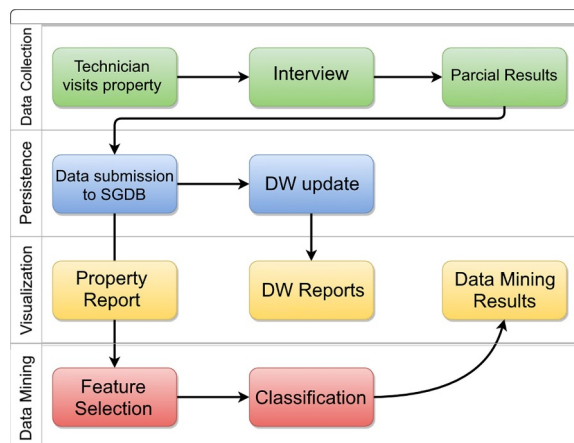 Data Collection
Technician
visits property
Interview
Parcial Results
Persistence
Data submission
to SGDB
DW update
Visualization
Property
Report
DW Reports
Data Mining
Results
Data Mining
Feature
Selection
Classification